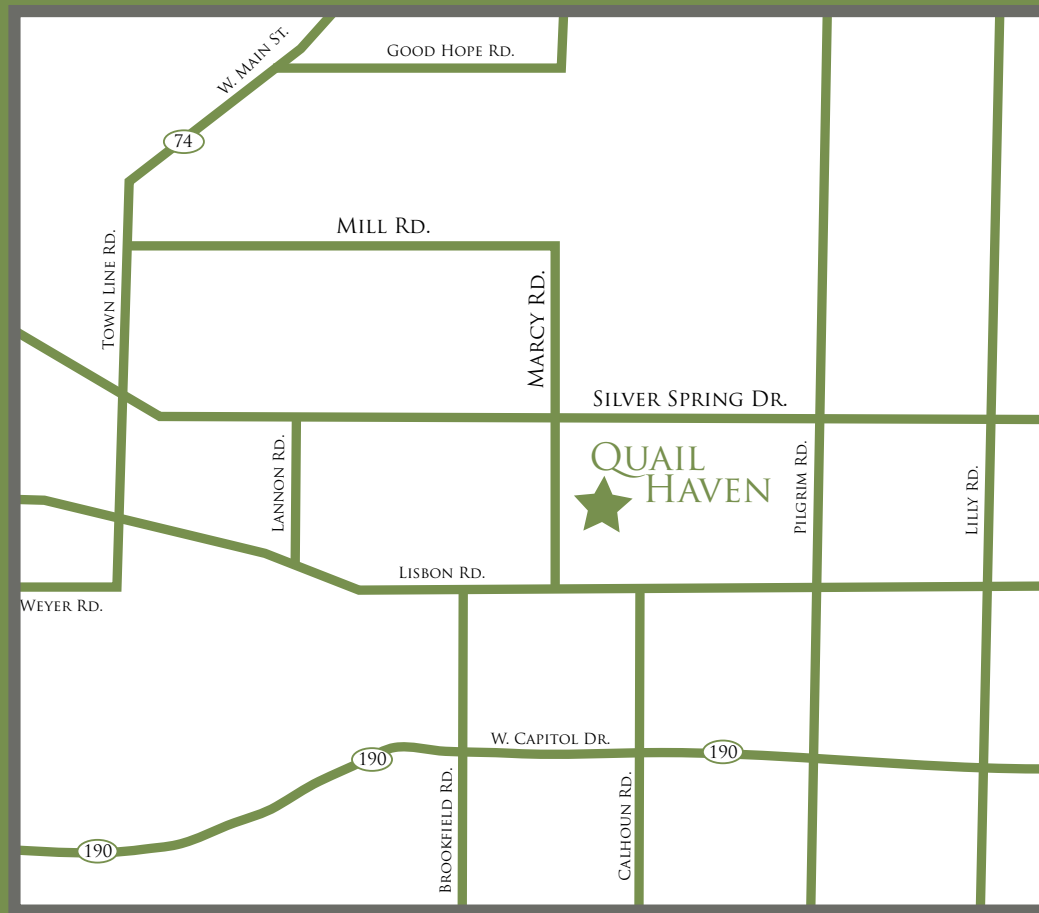 W. Main St.
Good Hope Rd.
74
Mill Rd.
Town Line Rd.
Marcy Rd.
Silver Spring Dr.
Quail
Haven
Lannon Rd.
Pilgrim Rd.
Lilly Rd.
Lisbon Rd.
Weyer Rd.
W. Capitol Dr.
190
190
190
Brookfield Rd.
Calhoun Rd.